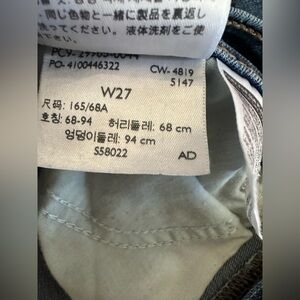 ・同じ色物と一緒に製品を裏返し
ってください。液体洗剤をご使
PO-4100446322
CW-4819
5147
W27
尺码: 165/68A
호칭: 68-94 허리둘레: 68 cm
엉덩이둘레: 94 cm
S58022
AD